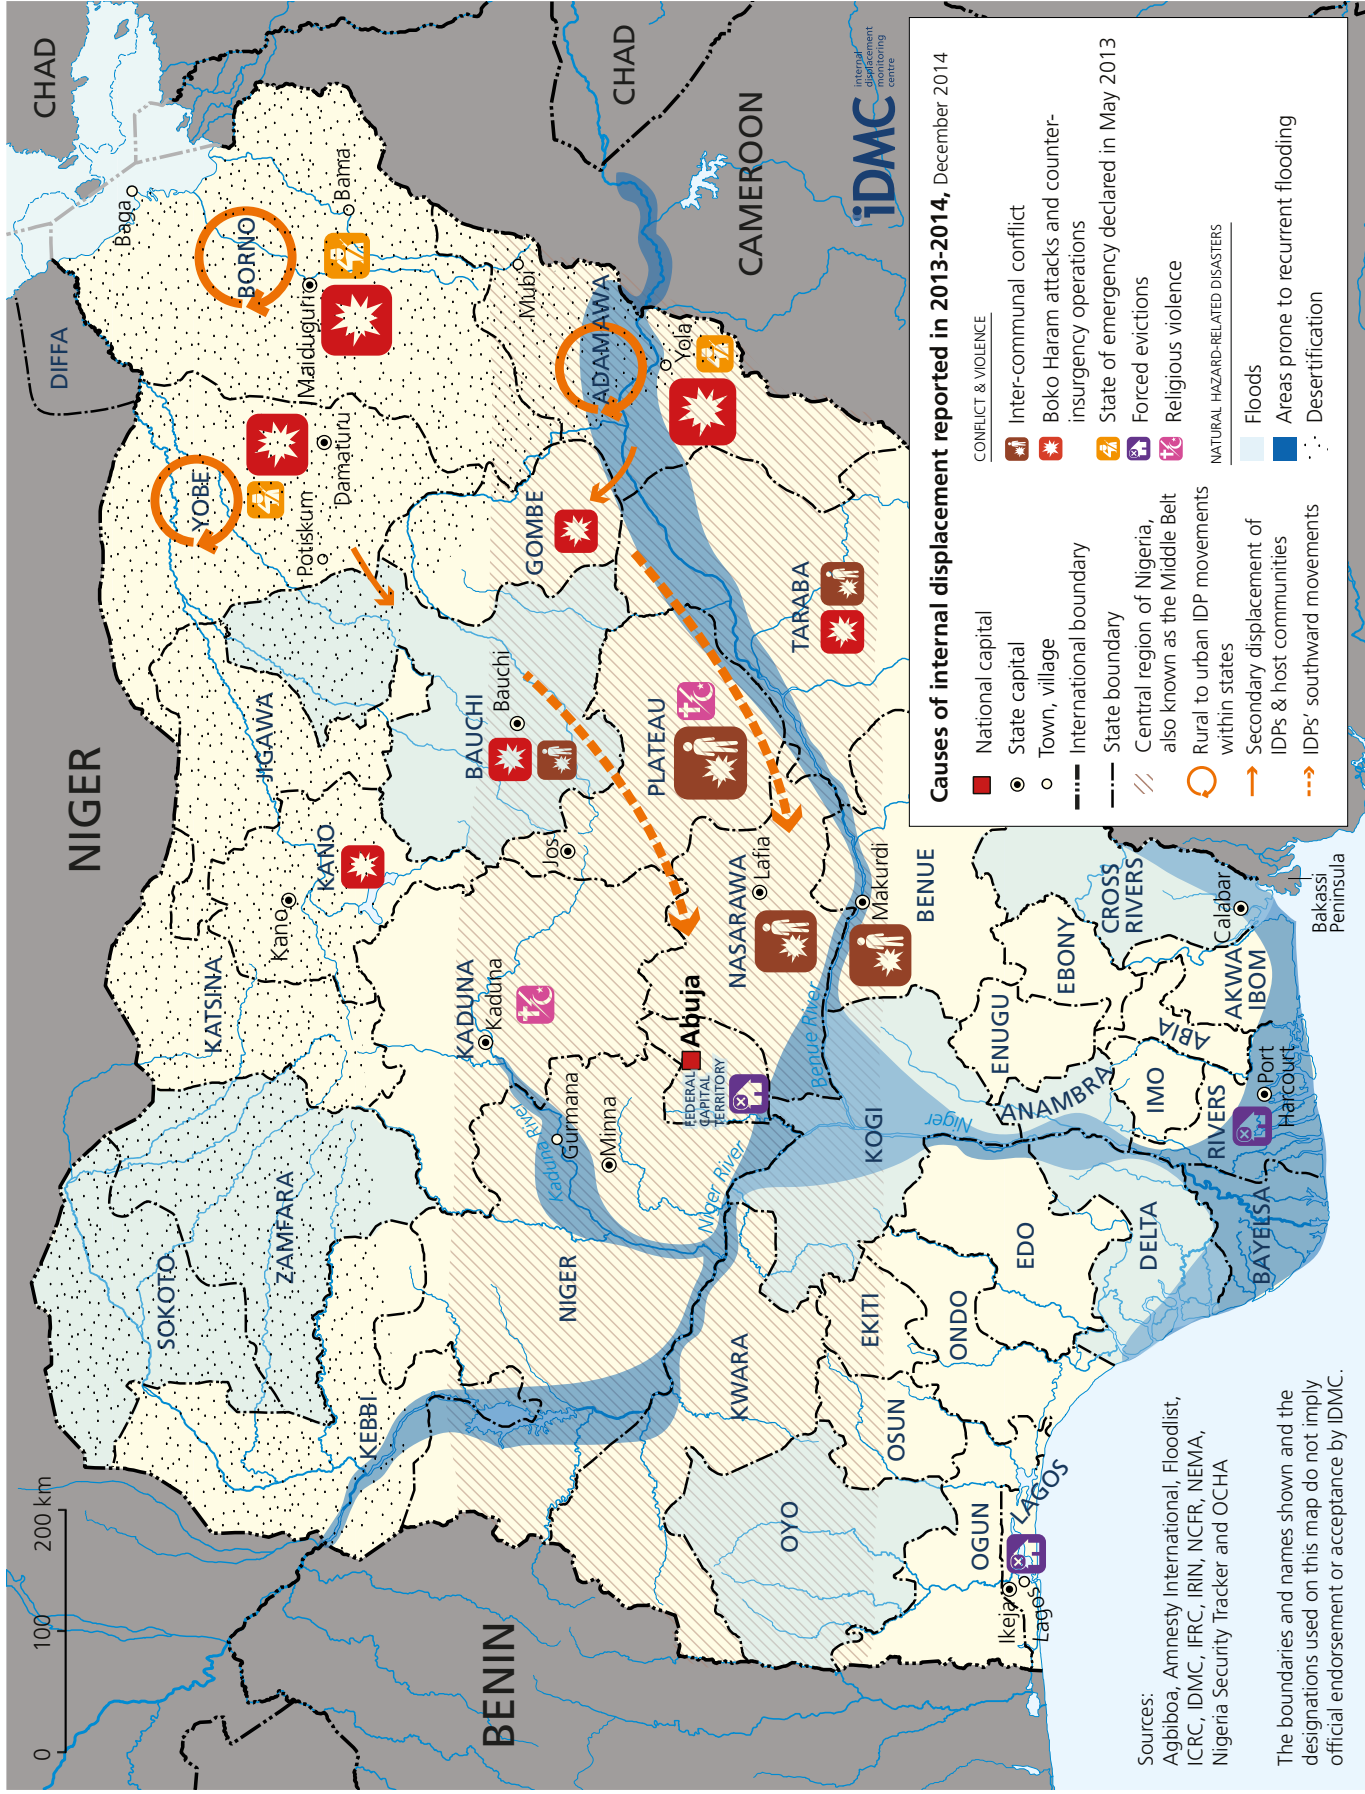 CHAD
CHAD
NIGER
DIFFA
CAMEROON
BENIN
0 100 200 km
Baga
BORNO
Bama
Maiduguri
YOBE
Damaturu
Potiskum
Mubi
ADAMAWA
Yola
GOMBE
JIGAWA
BAUCHI
Bauchi
TARABA
PLATEAU
KANO
Kano
KATSINA
Jos
KADUNA
Kaduna
NASARAWA
Lafia
Makurdi
BENUE
Abuja
FEDERAL
CAPITAL
TERRITORY
SOKOTO
ZAMFARA
KEBBI
NIGER
Kaduna River
Gurmana
Minna
Niger River
Benue River
Niger
KOGI
KWARA
EKITI
OSUN
OYO
OGUN
LAGOS
Ikeja
Lagos
ONDO
EDO
DELTA
BAYELSA
RIVERS
Port
Harcourt
ANAMBRA
ENUGU
EBONY
IMO
ABIA
AKWA
IBOM
CROSS
RIVERS
Calabar
Bakassi
Peninsula
iDMC
internal
displacement
monitoring
centre
Causes of internal displacement reported in 2013-2014, December 2014
National capital
State capital
Town, village
International boundary
State boundary
Central region of Nigeria,
also known as the Middle Belt
Rural to urban IDP movements
within states
Secondary displacement of
IDPs & host communities
IDPs’ southward movements
CONFLICT & VIOLENCE
Inter-communal conflict
Boko Haram attacks and counter-
insurgency operations
State of emergency declared in May 2013
Forced evictions
Religious violence
NATURAL HAZARD-RELATED DISASTERS
Floods
Areas prone to recurrent flooding
Desertification
Sources:
Agbiboa, Amnesty International, Floodlist,
ICRC, IDMC, IFRC, IRIN, NCFR, NEMA,
Nigeria Security Tracker and OCHA
The boundaries and names shown and the
designations used on this map do not imply
official endorsement or acceptance by IDMC.